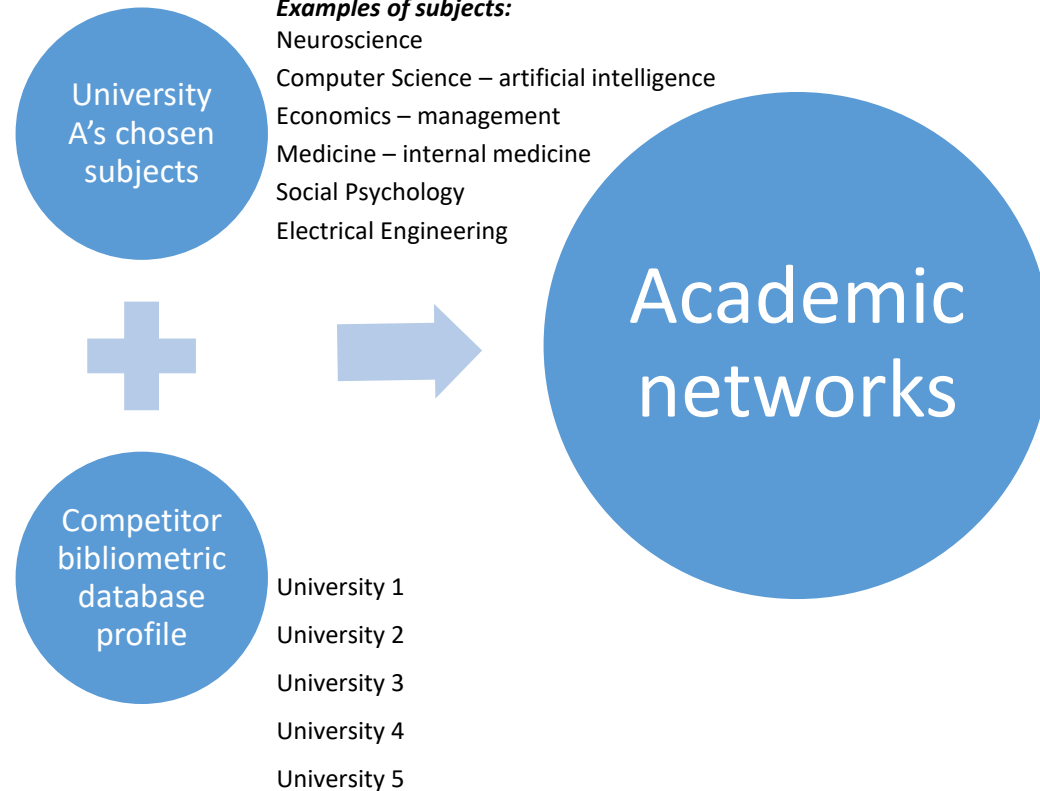 Examples of subjects:
Neuroscience
Computer Science – artificial intelligence
Economics – management
Medicine – internal medicine
Social Psychology
Electrical Engineering
University
A's chosen
subjects
Academic
networks
Competitor
bibliometric
database
profile
University 1
University 2
University 3
University 4
University 5